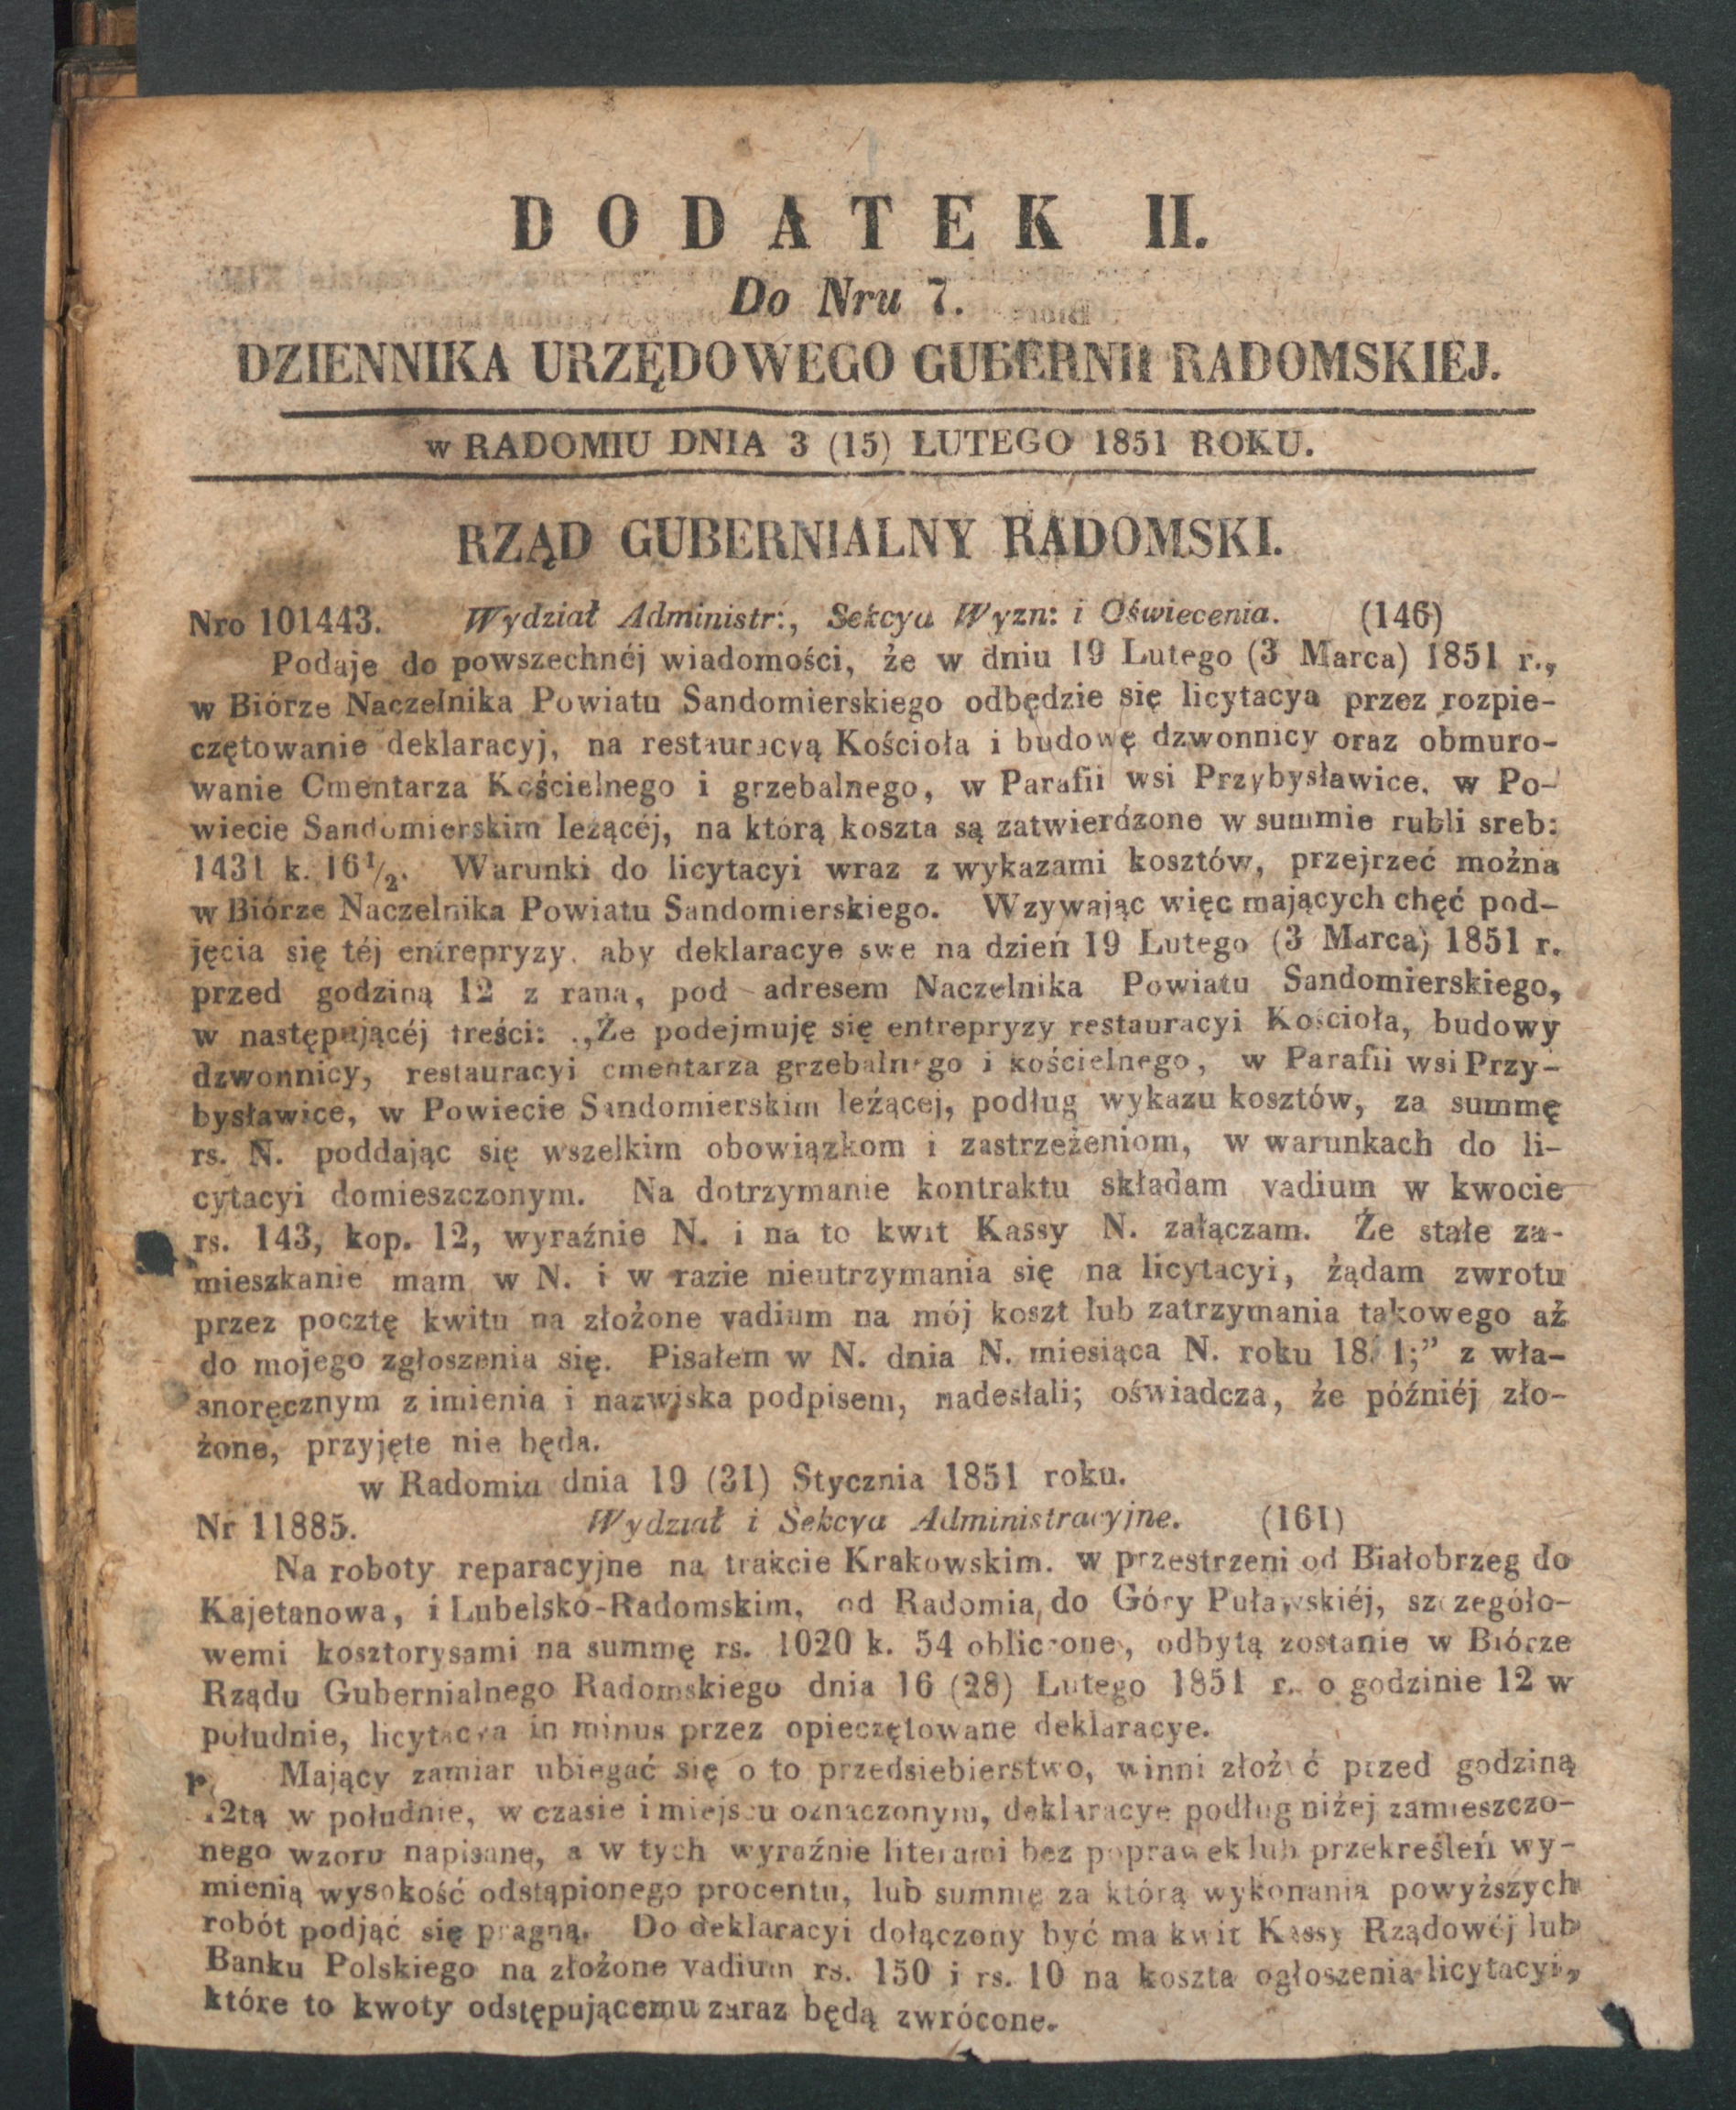 DODATEK II.
Do Nru 7.
DZIENNIKA URZĘDOWEGO GUBERNII RADOMSKIEJ.
w RADOMIU DNIA 3 (15) LUTEGO 1851 ROKU.
RZĄD GUBERNIALNY RADOMSKI.
Nro 101443. Wydział Administr:, Sekcya Wyzn: i Oświecenia. (146)
Podaje do powszechnéj wiadomości, że w dniu 19 Lutego (3 Marca) 1851 r.,
w Biórze Naczelnika Powiatu Sandomierskiego odbędzie się licytacya przez rozpie-
czętowanie deklaracyj, na restauracyą Kościoła i budowę dzwonnicy oraz obmuro-
wanie Cmentarza Kościelnego i grzebalnego, w Parafii wsi Przybysławice, w Po-
wiecie Sandomierskim leżącéj, na którą koszta są zatwierdzone w summie rubli sreb:
1431 k. 16½. Warunki do licytacyi wraz z wykazami kosztów, przejrzeć można
w Biórze Naczelnika Powiatu Sandomierskiego. Wzywając więc mających chęć pod-
jęcia się téj entrepryzy, aby deklaracye swe na dzień 19 Lutego (3 Marca) 1851 r.
przed godziną 12 z rana, pod adresem Naczelnika Powiatu Sandomierskiego,
w następującéj treści: „Że podejmuję się entrepryzy restauracyi Kościoła, budowy
dzwonnicy, restauracyi cmentarza grzebalnego i kościelnego, w Parafii wsi Przy-
bysławice, w Powiecie Sandomierskim leżącej, podług wykazu kosztów, za summę
rs. N. poddając się wszelkim obowiązkom i zastrzeżeniom, w warunkach do li-
cytacyi domieszczonym. Na dotrzymanie kontraktu składam vadium w kwocie
rs. 143, kop. 12, wyraźnie N. i na to kwit Kassy N. załączam. Że stałe za-
mieszkanie mam w N. i w razie nieutrzymania się na licytacyi, żądam zwrotu
przez pocztę kwitu na złożone vadium na mój koszt lub zatrzymania takowego aż
do mojego zgłoszenia się. Pisałem w N. dnia N. miesiąca N. roku 1851;” z wła-
snoręcznym z imienia i nazwiska podpisem, nadesłali; oświadcza, że późniéj zło-
żone, przyjęte nie będa.
w Radomiu dnia 19 (31) Stycznia 1851 roku.
Nr 11885. Wydział i Sekcya Administracyjne. (161)
Na roboty reparacyjne na trakcie Krakowskim. w przestrzeni od Białobrzeg do
Kajetanowa, i Lubelsko-Radomskim, od Radomia, do Góry Puławskiéj, szczegóło-
wemi kosztorysami na summę rs. 1020 k. 54 obliczone, odbytą zostanie w Biórze
Rządu Gubernialnego Radomskiego dnia 16 (28) Lutego 1851 r. o godzinie 12 w
południe, licytacya in minus przez opieczętowane deklaracye.
Mający zamiar ubiegać się o to przedsiebierstwo, winni złożyć przed godziną
12tą w południe, w czasie i miejscu oznaczonym, deklaracye podług niżej zamieszczo-
nego wzoru napisane, a w tych wyraźnie literami bez poprawek lub przekreśleń wy-
mienią wysokość odstąpionego procentu, lub summę za którą wykonania powyższych
robót podjąć się pragną. Do deklaracyi dołączony być ma kwit Kassy Rządowéj lub
Banku Polskiego na złożone vadium rs. 150 i rs. 10 na koszta ogłoszenia licytacyi,
które to kwoty odstępującemu zaraz będą zwrócone.